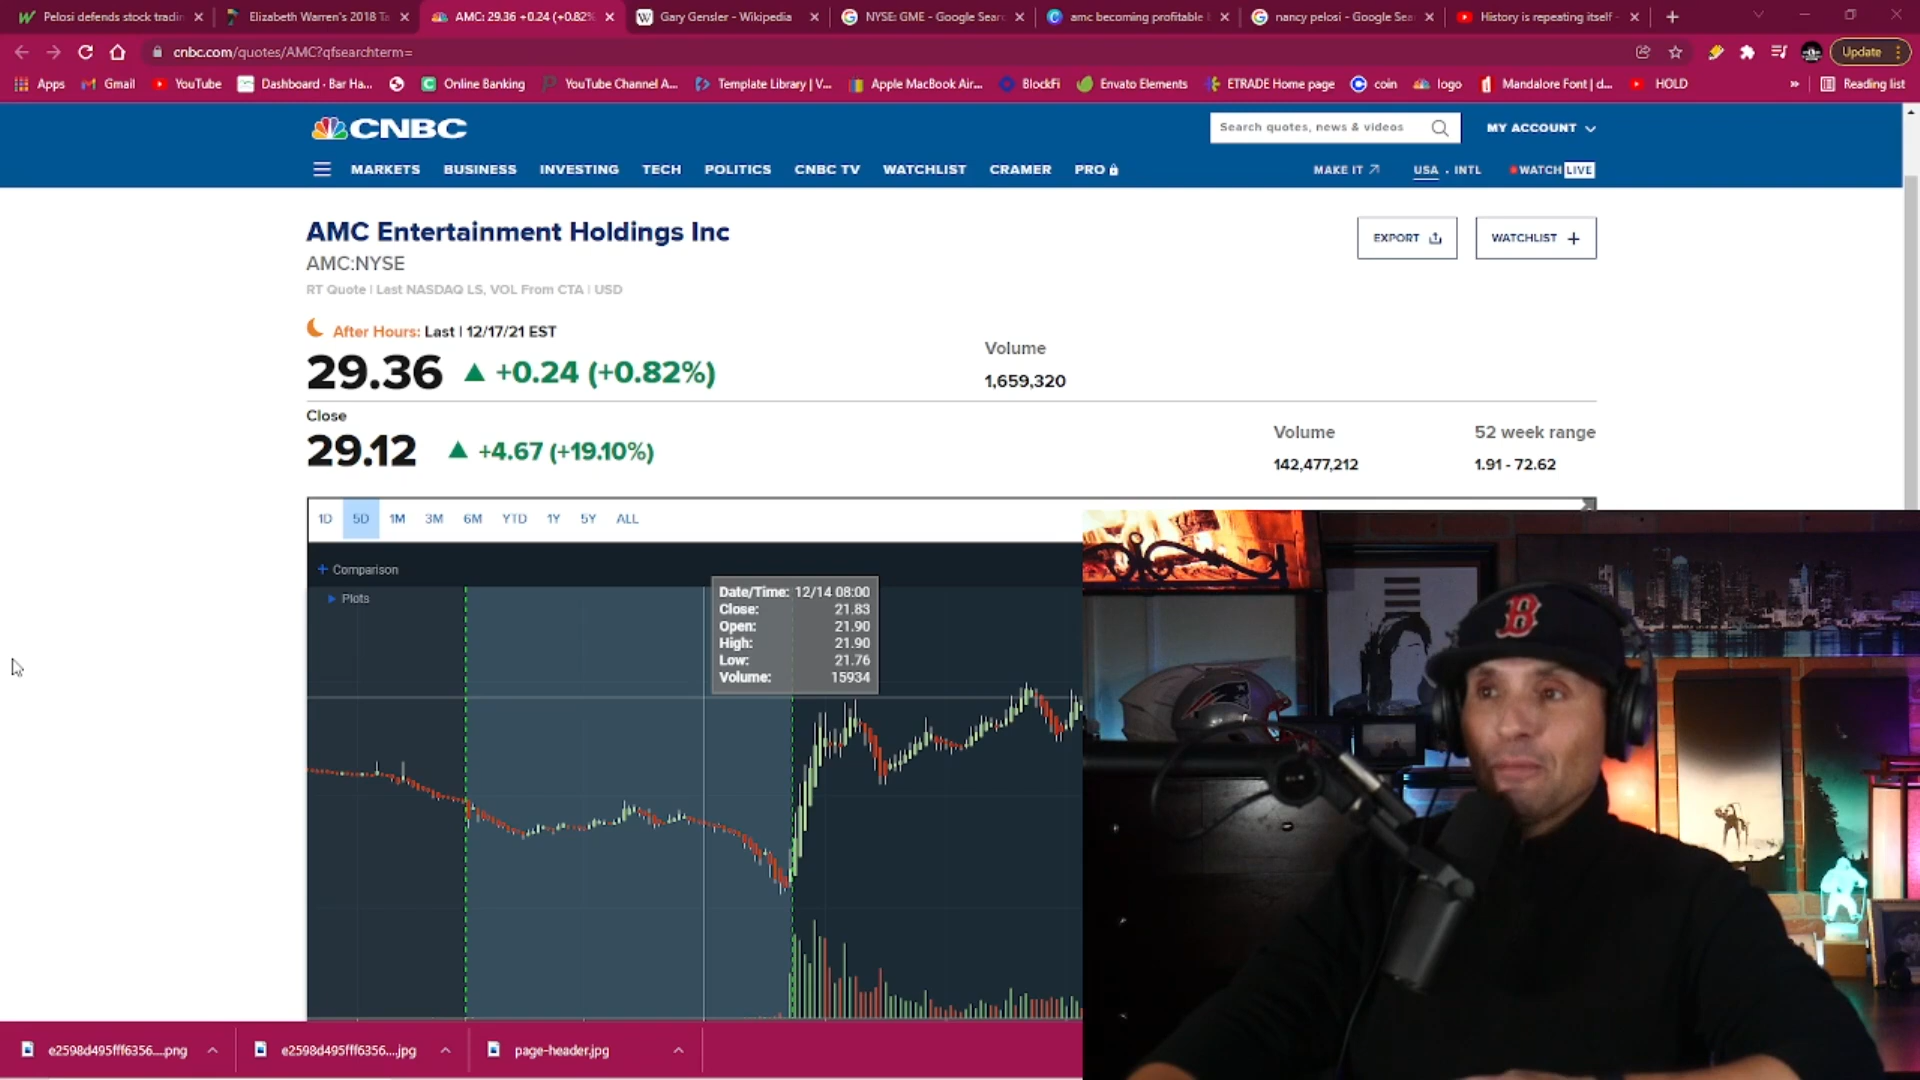 Pelosi defends stock tradin
Elizabeth Warren's 2018 Ta
AMC: 29.36 +0.24 (+0.82%
Gary Gensler - Wikipedia
NYSE: GME - Google Searc
amc becoming profitable
nancy pelosi - Google Sea
History is repeating itself
cnbc.com/quotes/AMC?qfsearchterm=
Update
Apps
Gmail
YouTube
Dashboard - Bar Ha...
Online Banking
YouTube Channel A...
Template Library | V...
Apple MacBook Air...
BlockFi
Envato Elements
ETRADE Home page
coin
logo
Mandalore Font | d...
HOLD
»
Reading list
CNBC
Search quotes, news & videos
MY ACCOUNT
MARKETS BUSINESS INVESTING TECH POLITICS CNBC TV WATCHLIST CRAMER PRO
MAKE IT USA · INTL WATCH LIVE
AMC Entertainment Holdings Inc
AMC:NYSE
EXPORT
WATCHLIST +
RT Quote | Last NASDAQ LS, VOL From CTA | USD
After Hours: Last | 12/17/21 EST
29.36 +0.24 (+0.82%)
Volume
1,659,320
Close
29.12 +4.67 (+19.10%)
Volume
142,477,212
52 week range
1.91 - 72.62
1D 5D 1M 3M 6M YTD 1Y 5Y ALL
+ Comparison
Plots
Date/Time: 12/14 08:00
Close: 21.83
Open: 21.90
High: 21.90
Low: 21.76
Volume: 15934
B
e2598d495fff6356....png
e2598d495fff6356....jpg
page-header.jpg